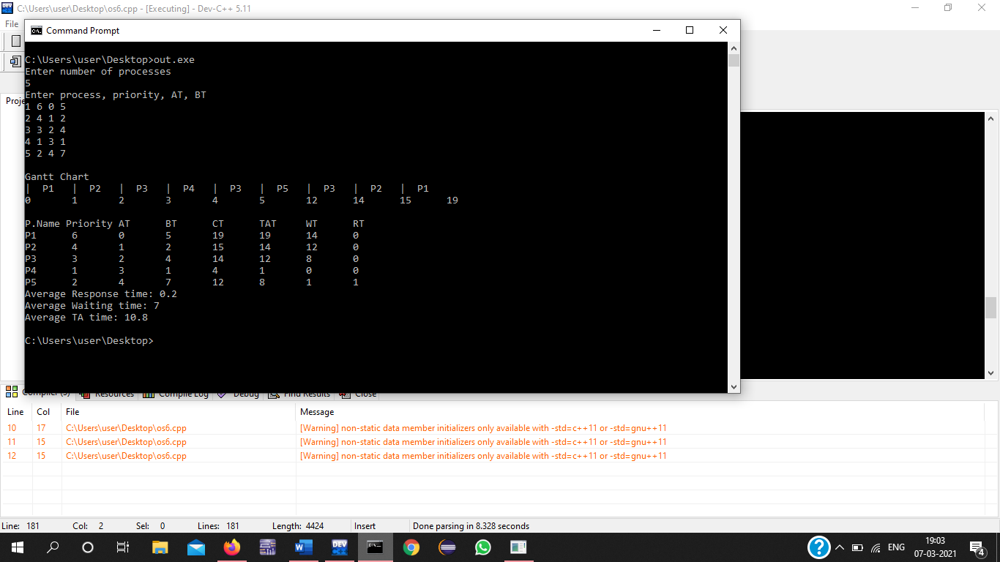 C:\Users\user\Desktop\os6.cpp - [Executing] - Dev-C++ 5.11
File
Command Prompt
C:\Users\user\Desktop>out.exe
Enter number of processes
5
Enter process, priority, AT, BT
1 6 0 5
2 4 1 2
3 3 2 4
4 1 3 1
5 2 4 7
Gantt Chart
| P1 | P2 | P3 | P4 | P3 | P5 | P3 | P2 | P1
0 1 2 3 4 5 12 14 15 19
P.Name Priority AT BT CT TAT WT RT
P1 6 0 5 19 19 14 0
P2 4 1 2 15 14 12 0
P3 3 2 4 14 12 8 0
P4 1 3 1 4 1 0 0
P5 2 4 7 12 8 1 1
Average Response time: 0.2
Average Waiting time: 7
Average TA time: 10.8
C:\Users\user\Desktop>
Proje
Compiler (5) Resources Compile Log Debug Find Results Close
Line Col File Message
10 17 C:\Users\user\Desktop\os6.cpp [Warning] non-static data member initializers only available with -std=c++11 or -std=gnu++11
11 15 C:\Users\user\Desktop\os6.cpp [Warning] non-static data member initializers only available with -std=c++11 or -std=gnu++11
12 15 C:\Users\user\Desktop\os6.cpp [Warning] non-static data member initializers only available with -std=c++11 or -std=gnu++11
Line: 181 Col: 2 Sel: 0 Lines: 181 Length: 4424 Insert Done parsing in 8.328 seconds
ENG
19:03
07-03-2021
4